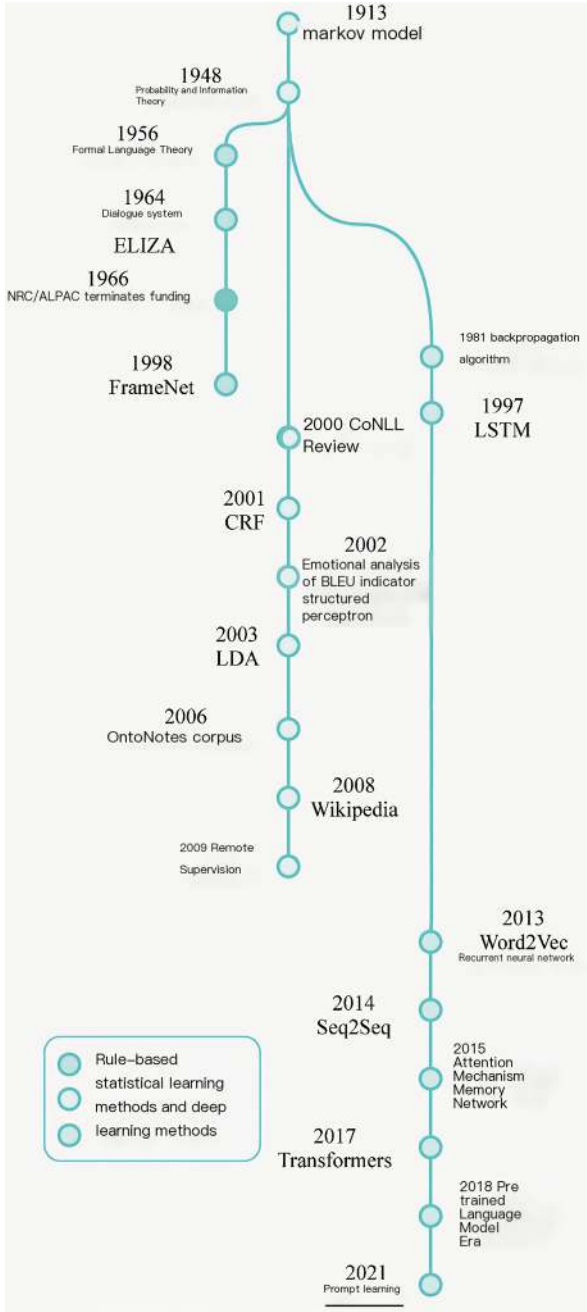 1913
markov model
1948
Probability and Information
Theory
1956
Formal Language Theory
1964
Dialogue system
ELIZA
1966
NRC/ALPAC terminates funding
1998
FrameNet
1981 backpropagation
algorithm
1997
LSTM
2000 CoNLL
Review
2001
CRF
2002
Emotional analysis
of BLEU indicator
structured
perceptron
2003
LDA
2006
OntoNotes corpus
2008
Wikipedia
2009 Remote
Supervision
2013
Word2Vec
Recurrent neural network
2014
Seq2Seq
2015
Attention
Mechanism
Memory
Network
2017
Transformers
2018 Pre
trained
Language
Model
Era
2021
Prompt learning
Rule-based
statistical learning
methods and deep
learning methods